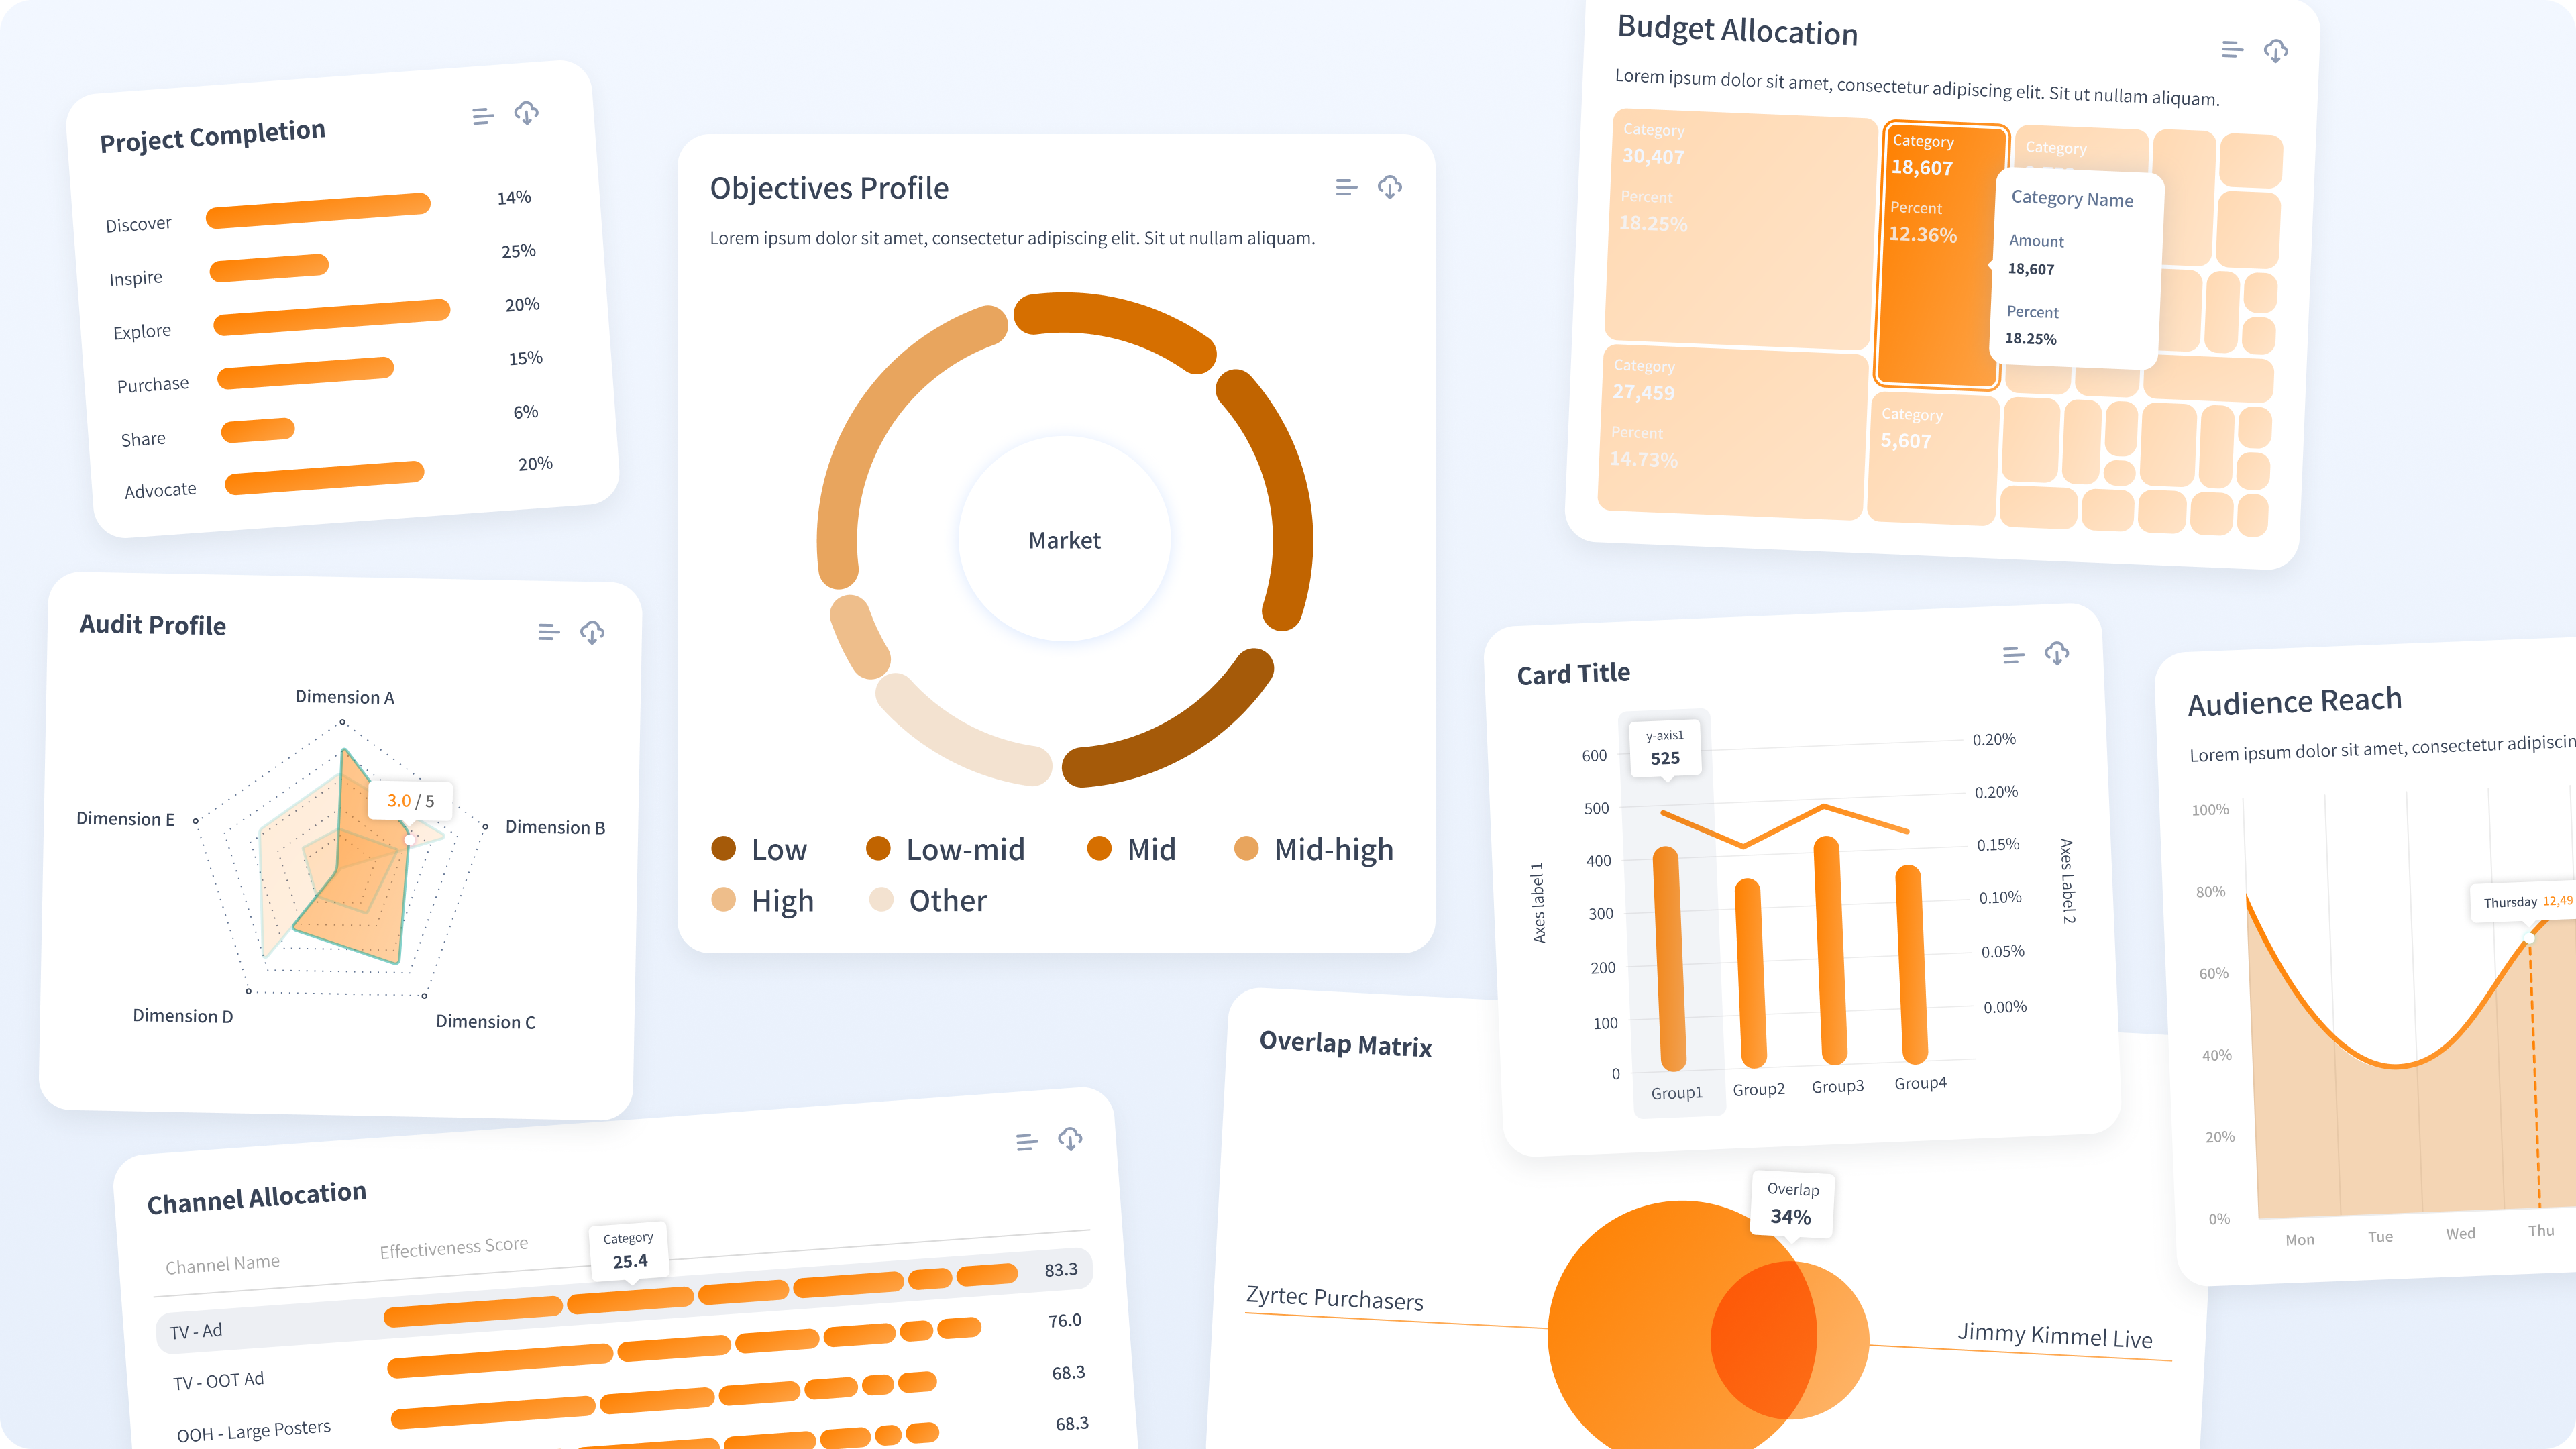 Project Completion
Discover 14%
Inspire 25%
Explore 20%
Purchase 15%
Share 6%
Advocate 20%
Audit Profile
Dimension A
3.0 / 5
Dimension E
Dimension B
Dimension D
Dimension C
Objectives Profile
Lorem ipsum dolor sit amet, consectetur adipiscing elit. Sit ut nullam aliquam.
Market
Low Low-mid Mid Mid-high
High Other
Budget Allocation
Lorem ipsum dolor sit amet, consectetur adipiscing elit. Sit ut nullam aliquam.
Category
30,407
Percent
18.25%
Category
18,607
Percent
12.36%
Category
Category Name
Amount
18,607
Percent
18.25%
Category
27,459
Percent
14.73%
Category
5,607
Card Title
y-axis1
525
600
500
400
300
200
100
0
0.20%
0.20%
0.15%
0.10%
0.05%
0.00%
Axes label 1
Axes Label 2
Group1 Group2 Group3 Group4
Audience Reach
Lorem ipsum dolor sit amet, consectetur adipiscin
100%
80%
60%
40%
20%
0%
Thursday 12,49
Mon Tue Wed Thu
Channel Allocation
Channel Name Effectiveness Score
Category
25.4
TV - Ad 83.3
TV - OOT Ad 76.0
OOH - Large Posters 68.3
68.3
Overlap Matrix
Overlap
34%
Zyrtec Purchasers
Jimmy Kimmel Live